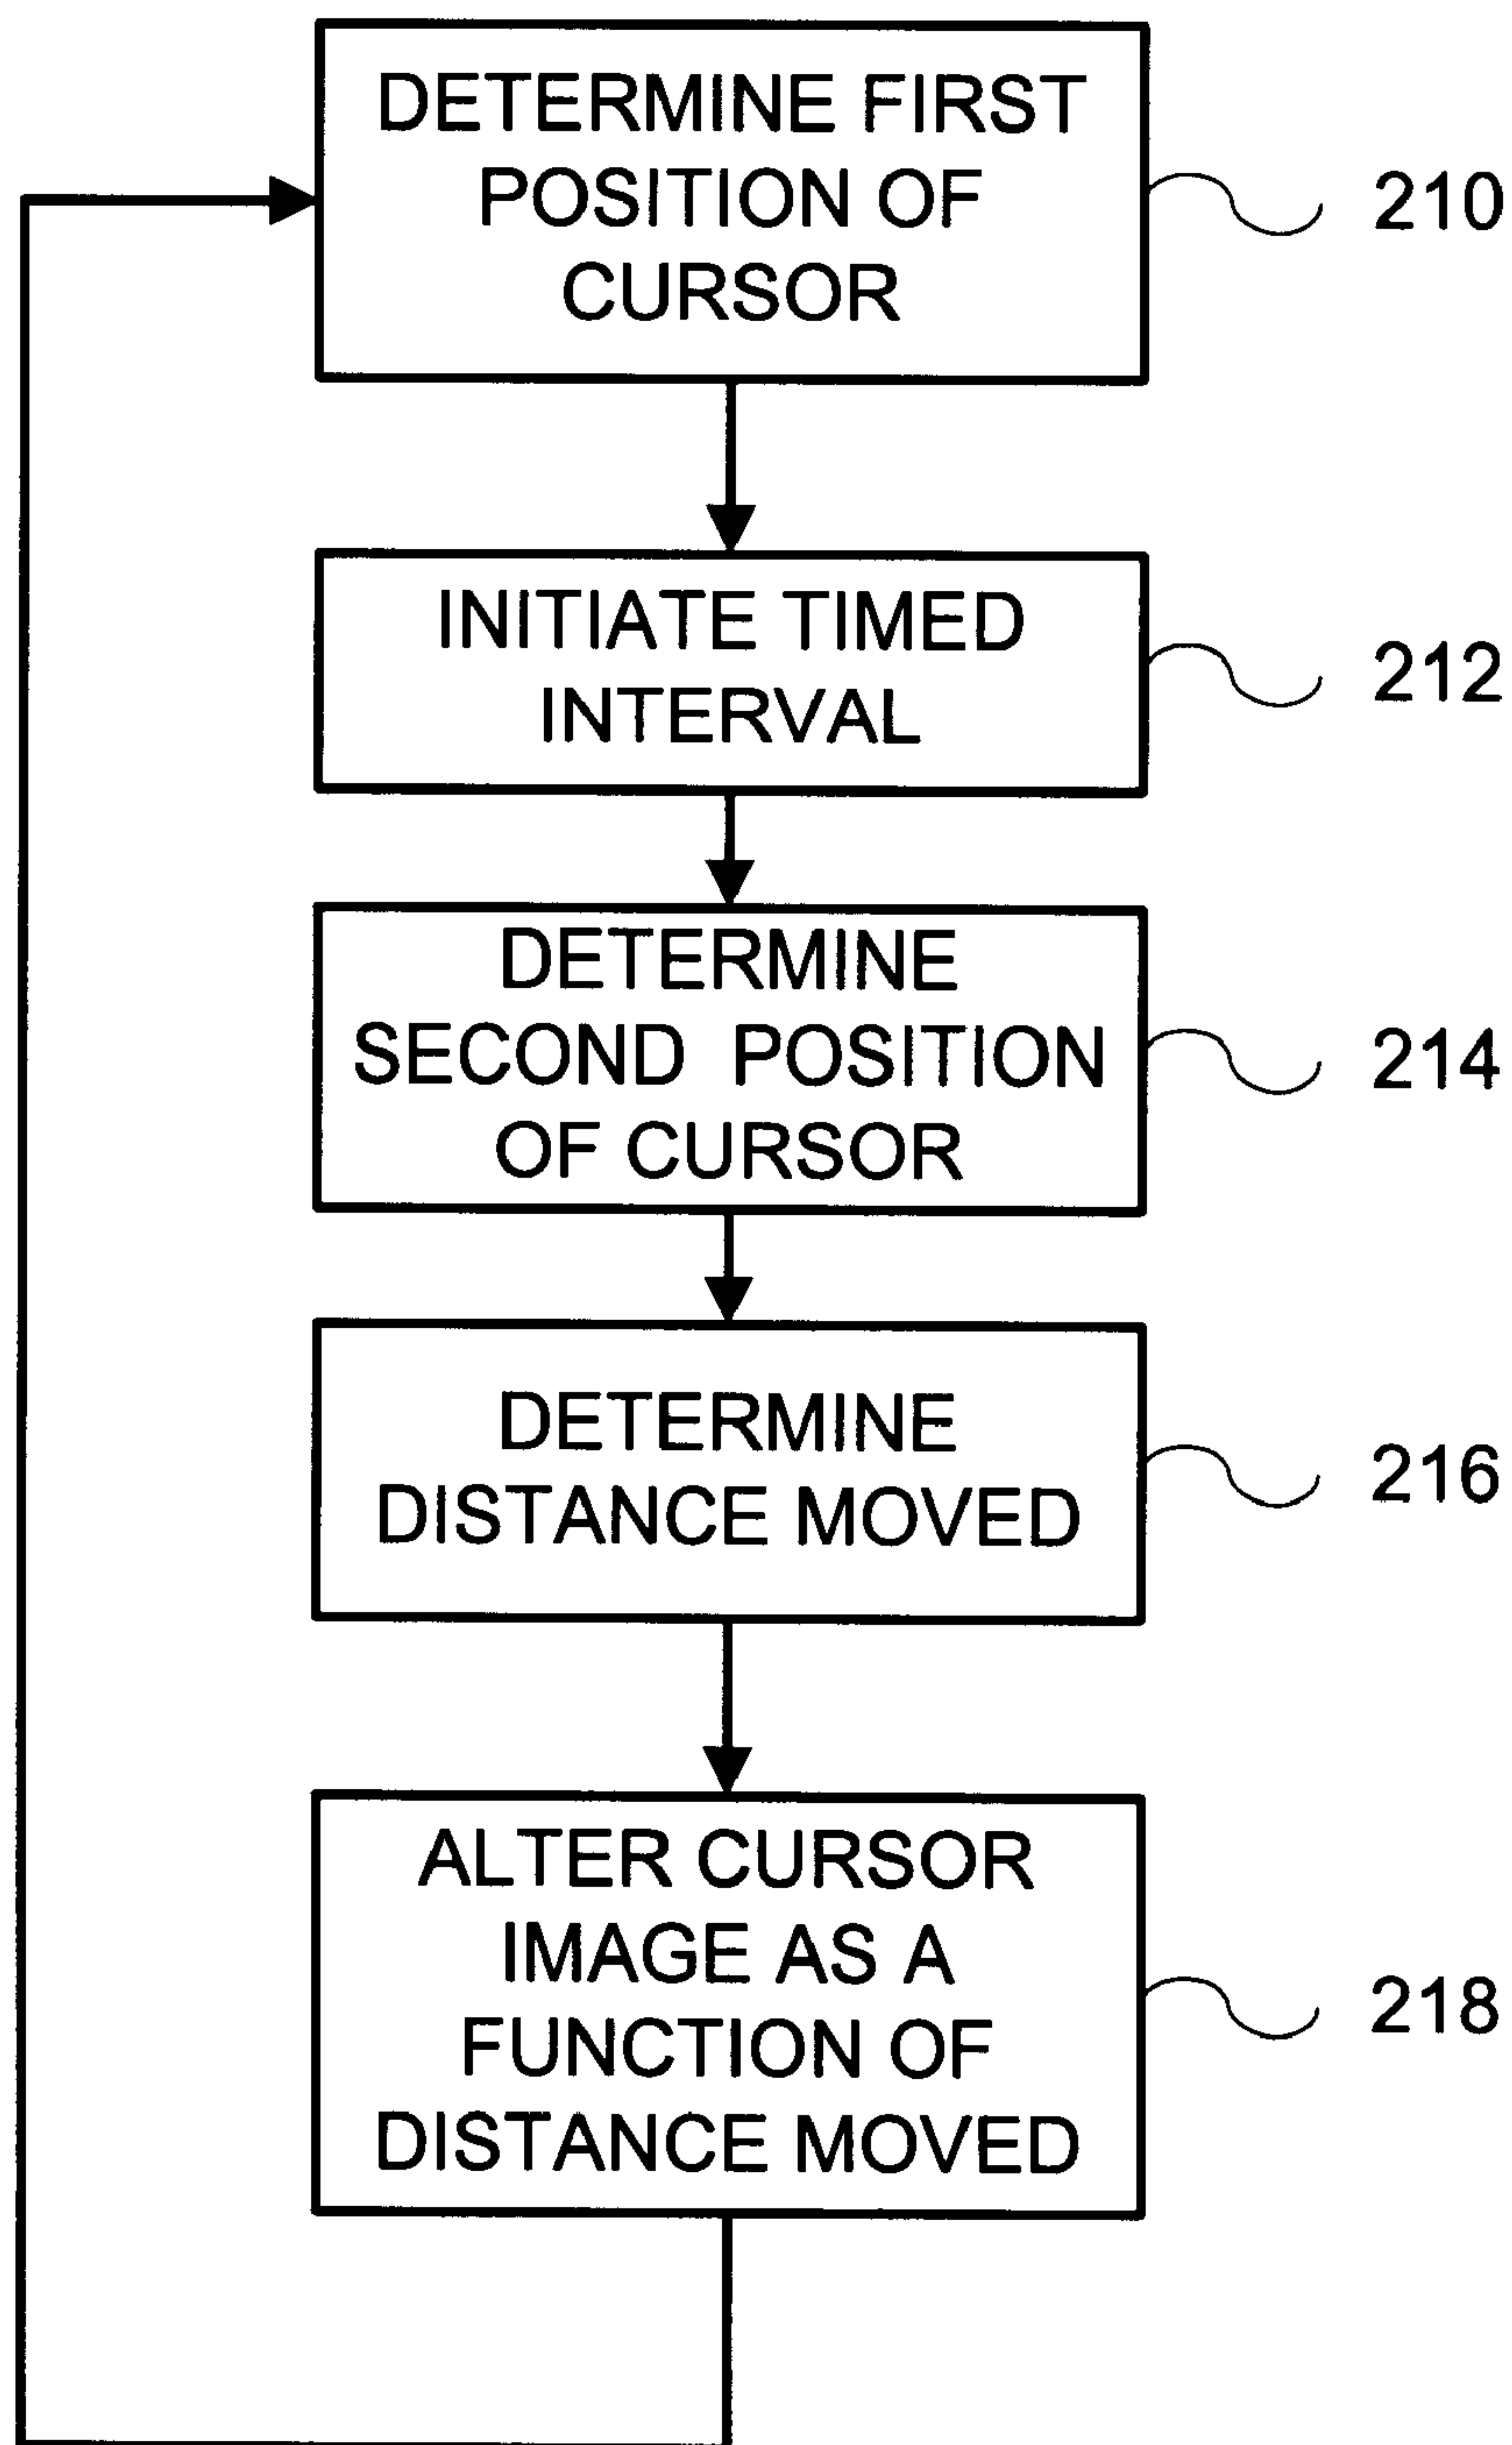 DETERMINE FIRST
POSITION OF
CURSOR
210
INITIATE TIMED
INTERVAL
212
DETERMINE
SECOND POSITION
OF CURSOR
214
DETERMINE
DISTANCE MOVED
216
ALTER CURSOR
IMAGE AS A
FUNCTION OF
DISTANCE MOVED
218